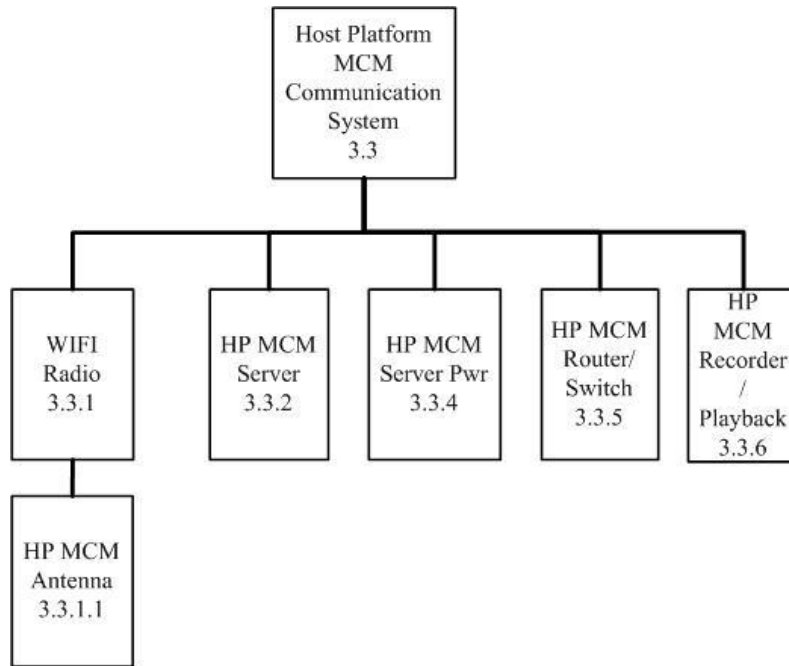 Host Platform
MCM
Communication
System
3.3
WIFI
Radio
3.3.1
HP MCM
Server
3.3.2
HP MCM
Server Pwr
3.3.4
HP MCM
Router/
Switch
3.3.5
HP
MCM
Recorder
/
Playback
3.3.6
HP MCM
Antenna
3.3.1.1